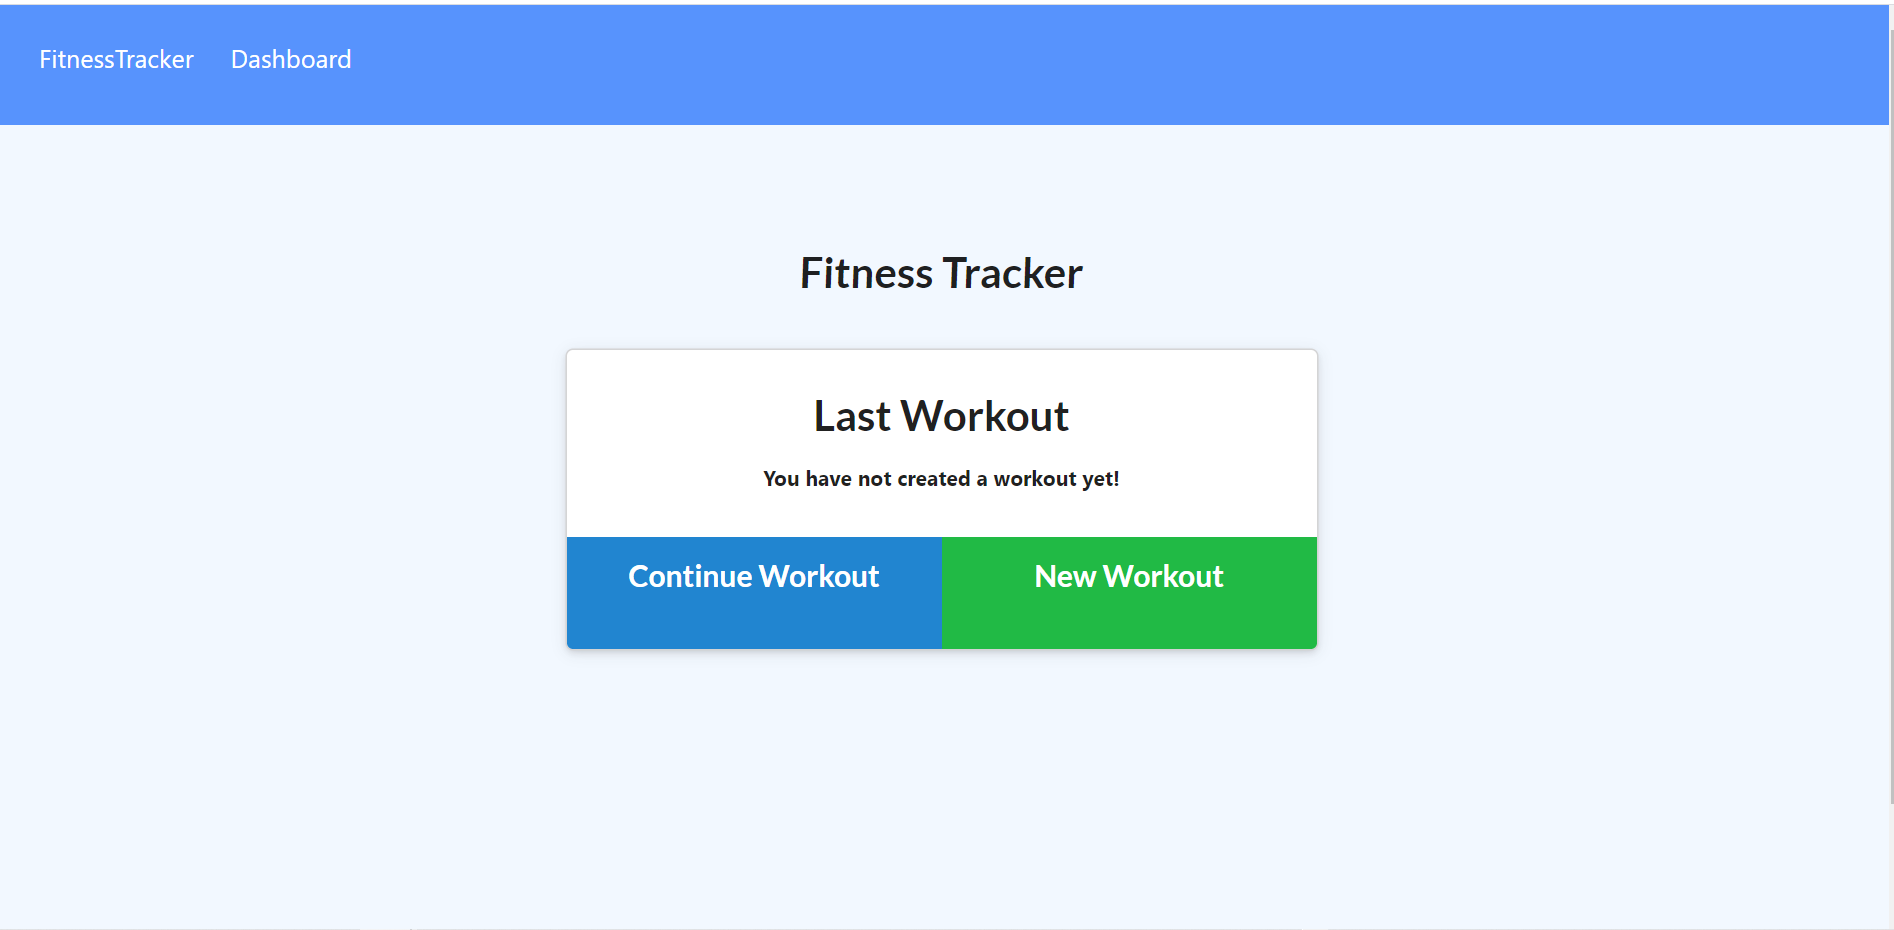 FitnessTracker Dashboard
Fitness Tracker
Last Workout
You have not created a workout yet!
Continue Workout New Workout